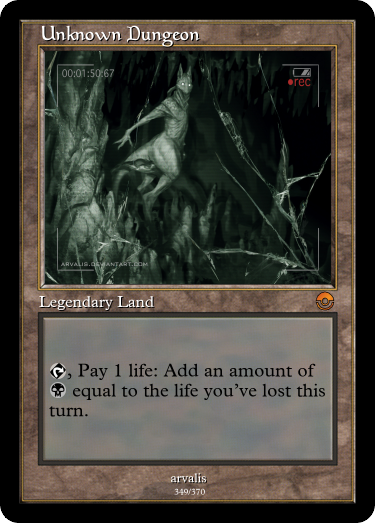 Unknown Dungeon
00:01:50:67
rec
ARVALIS.DEVIANTART.COM
Legendary Land
, Pay 1 life: Add an amount of
equal to the life you've lost this
turn.
arvalis
349/370